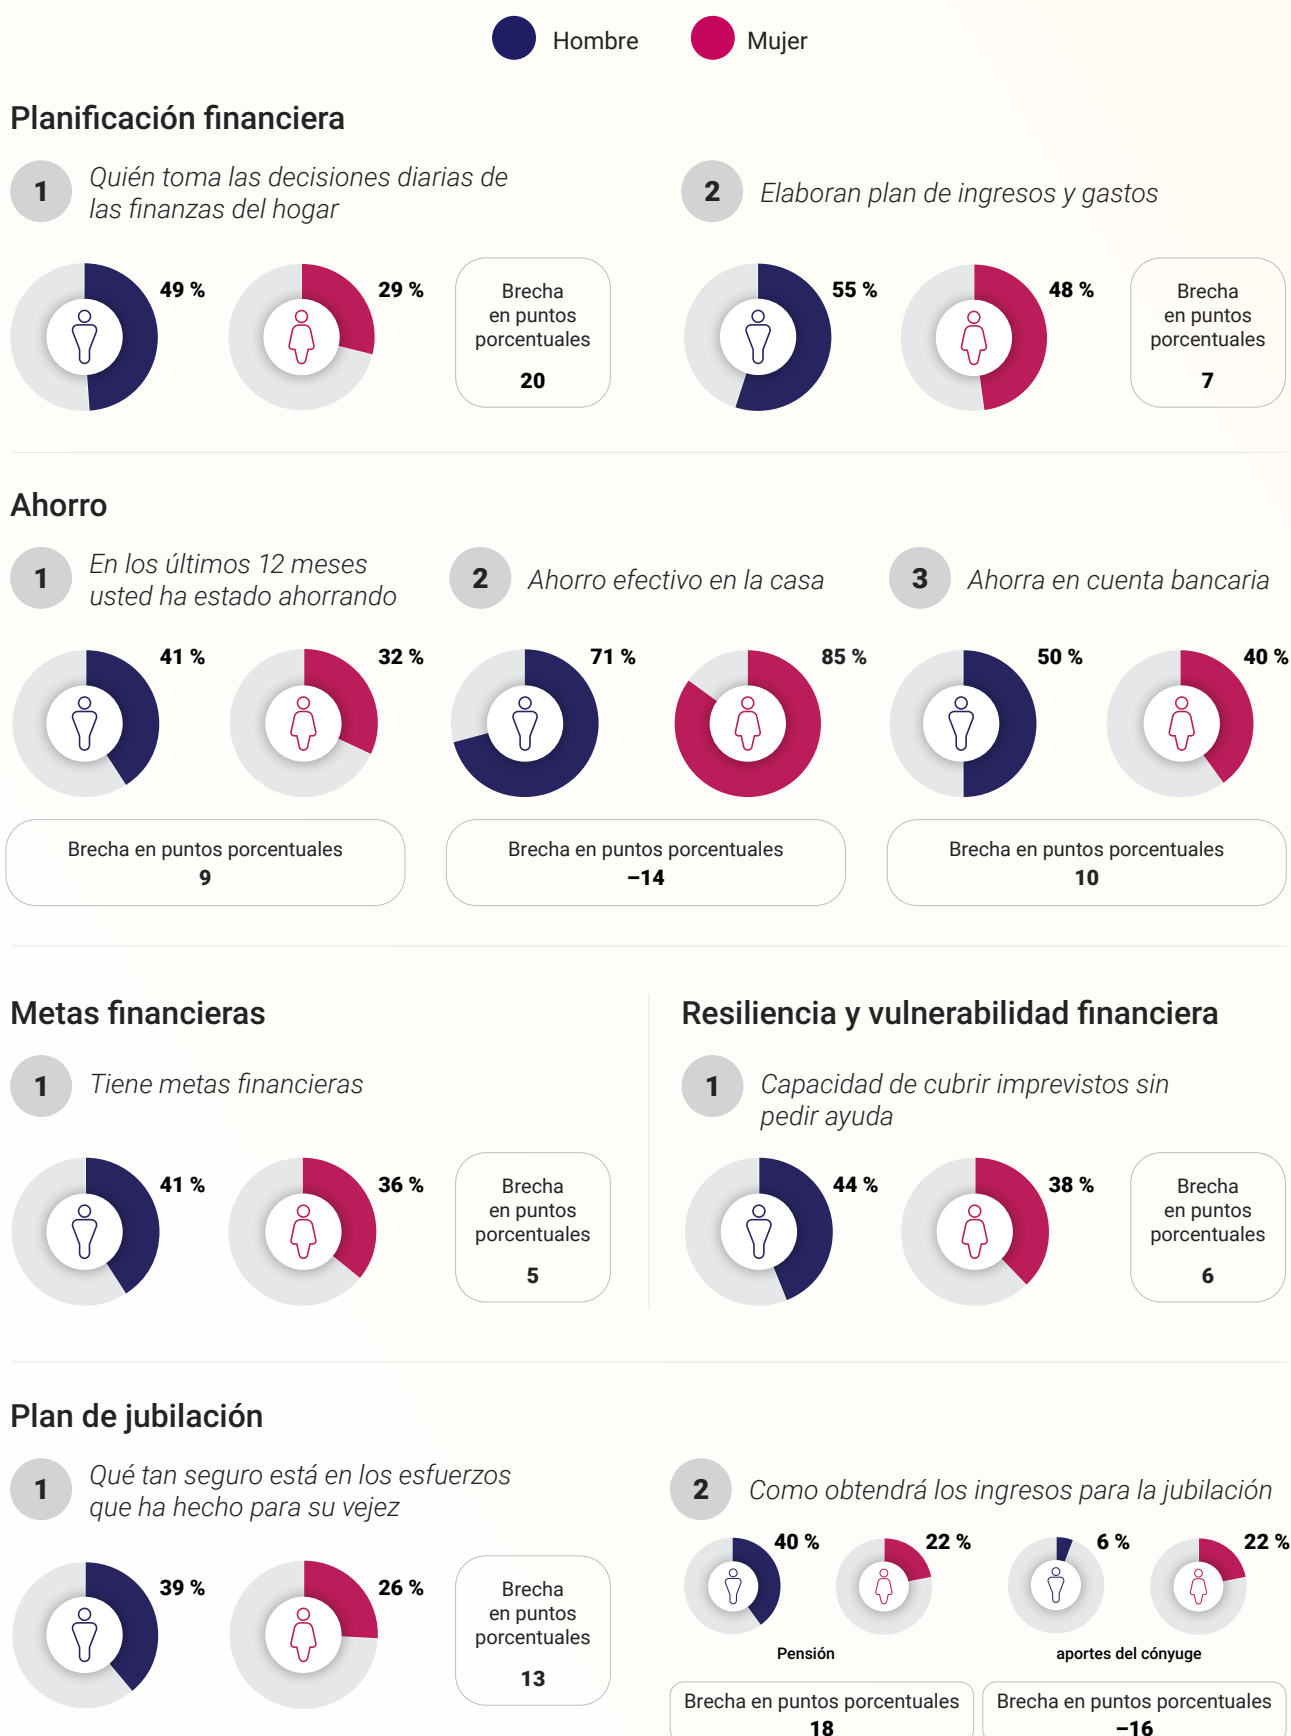 Hombre
Mujer
Planificación financiera
1
Quién toma las decisiones diarias de
las finanzas del hogar
49 %
29 %
Brecha
en puntos
porcentuales
20
2
Elaboran plan de ingresos y gastos
55 %
48 %
Brecha
en puntos
porcentuales
7
Ahorro
1
En los últimos 12 meses
usted ha estado ahorrando
41 %
32 %
Brecha en puntos porcentuales
9
2
Ahorro efectivo en la casa
71 %
85 %
Brecha en puntos porcentuales
–14
3
Ahorra en cuenta bancaria
50 %
40 %
Brecha en puntos porcentuales
10
Metas financieras
1
Tiene metas financieras
41 %
36 %
Brecha
en puntos
porcentuales
5
Resiliencia y vulnerabilidad financiera
1
Capacidad de cubrir imprevistos sin
pedir ayuda
44 %
38 %
Brecha
en puntos
porcentuales
6
Plan de jubilación
1
Qué tan seguro está en los esfuerzos
que ha hecho para su vejez
39 %
26 %
Brecha
en puntos
porcentuales
13
2
Como obtendrá los ingresos para la jubilación
40 %
22 %
Pensión
Brecha en puntos porcentuales
18
6 %
22 %
aportes del cónyuge
Brecha en puntos porcentuales
–16